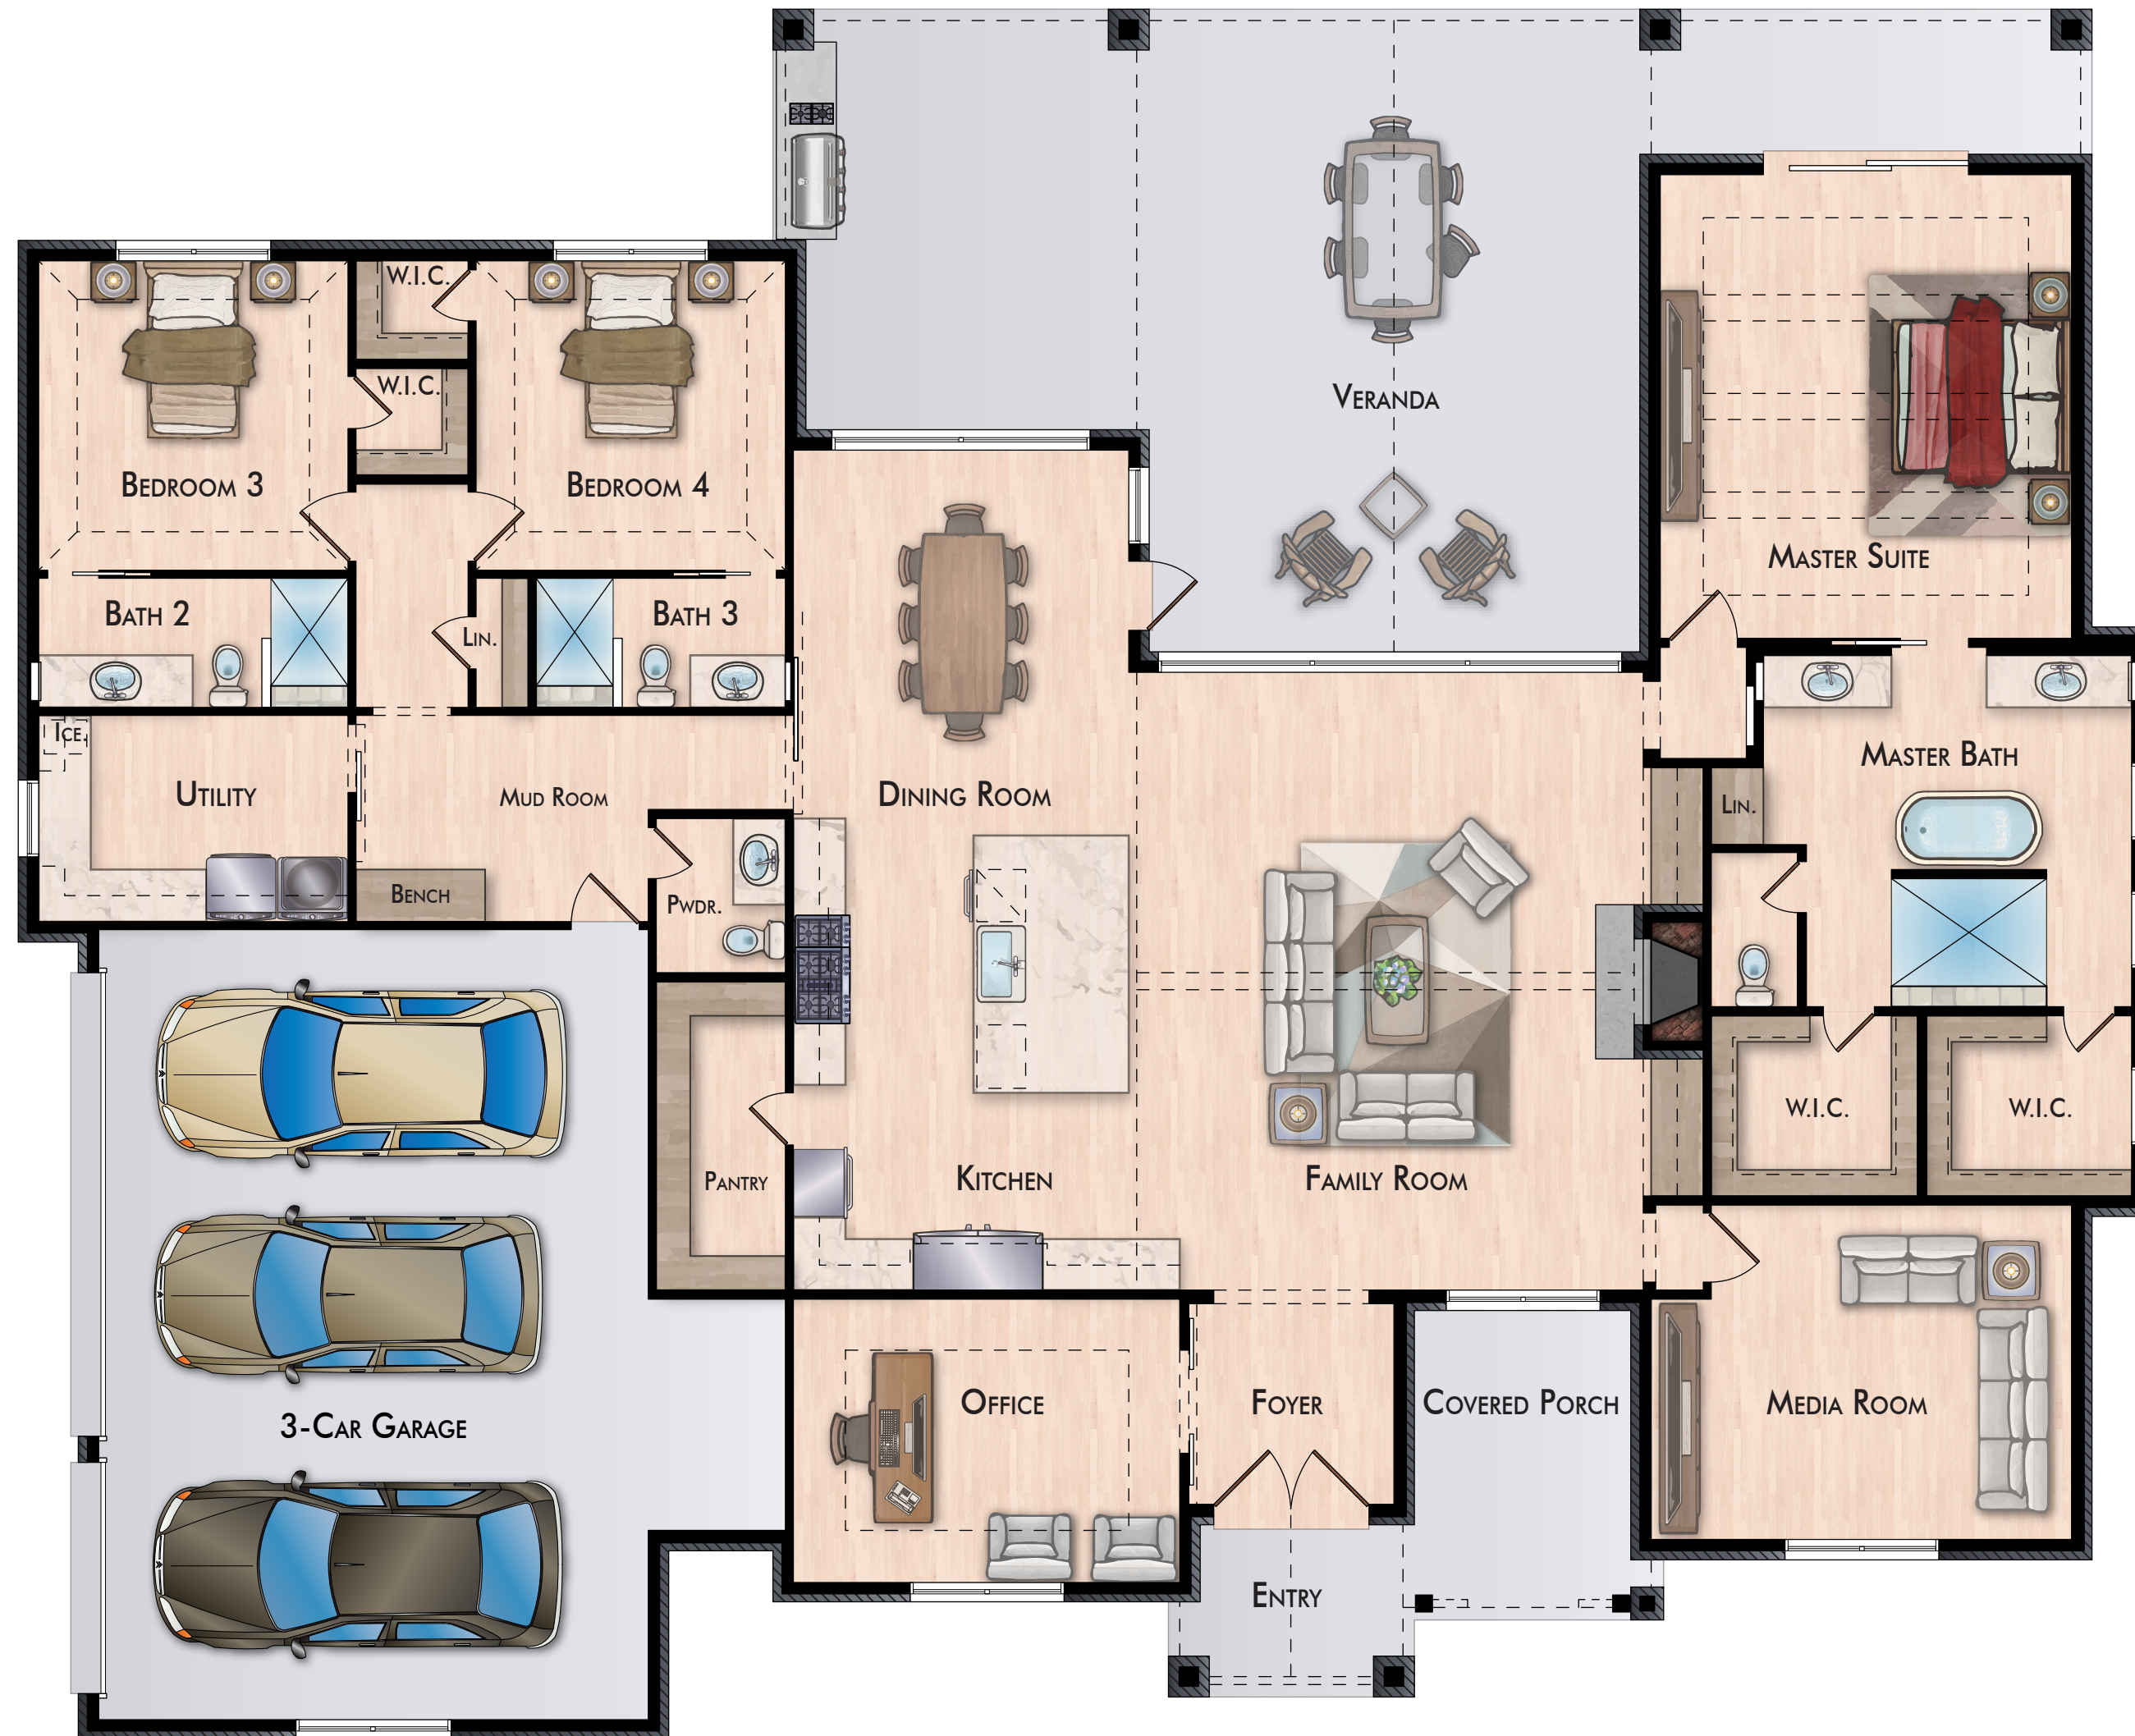 W.I.C.
W.I.C.
Veranda
Bedroom 3
Bedroom 4
Master Suite
Bath 2
Lin.
Bath 3
Ice.
Utility
Mud Room
Dining Room
Master Bath
Lin.
Bench
Pwdr.
Pantry
Kitchen
Family Room
W.I.C.
W.I.C.
3-Car Garage
Office
Foyer
Covered Porch
Media Room
Entry